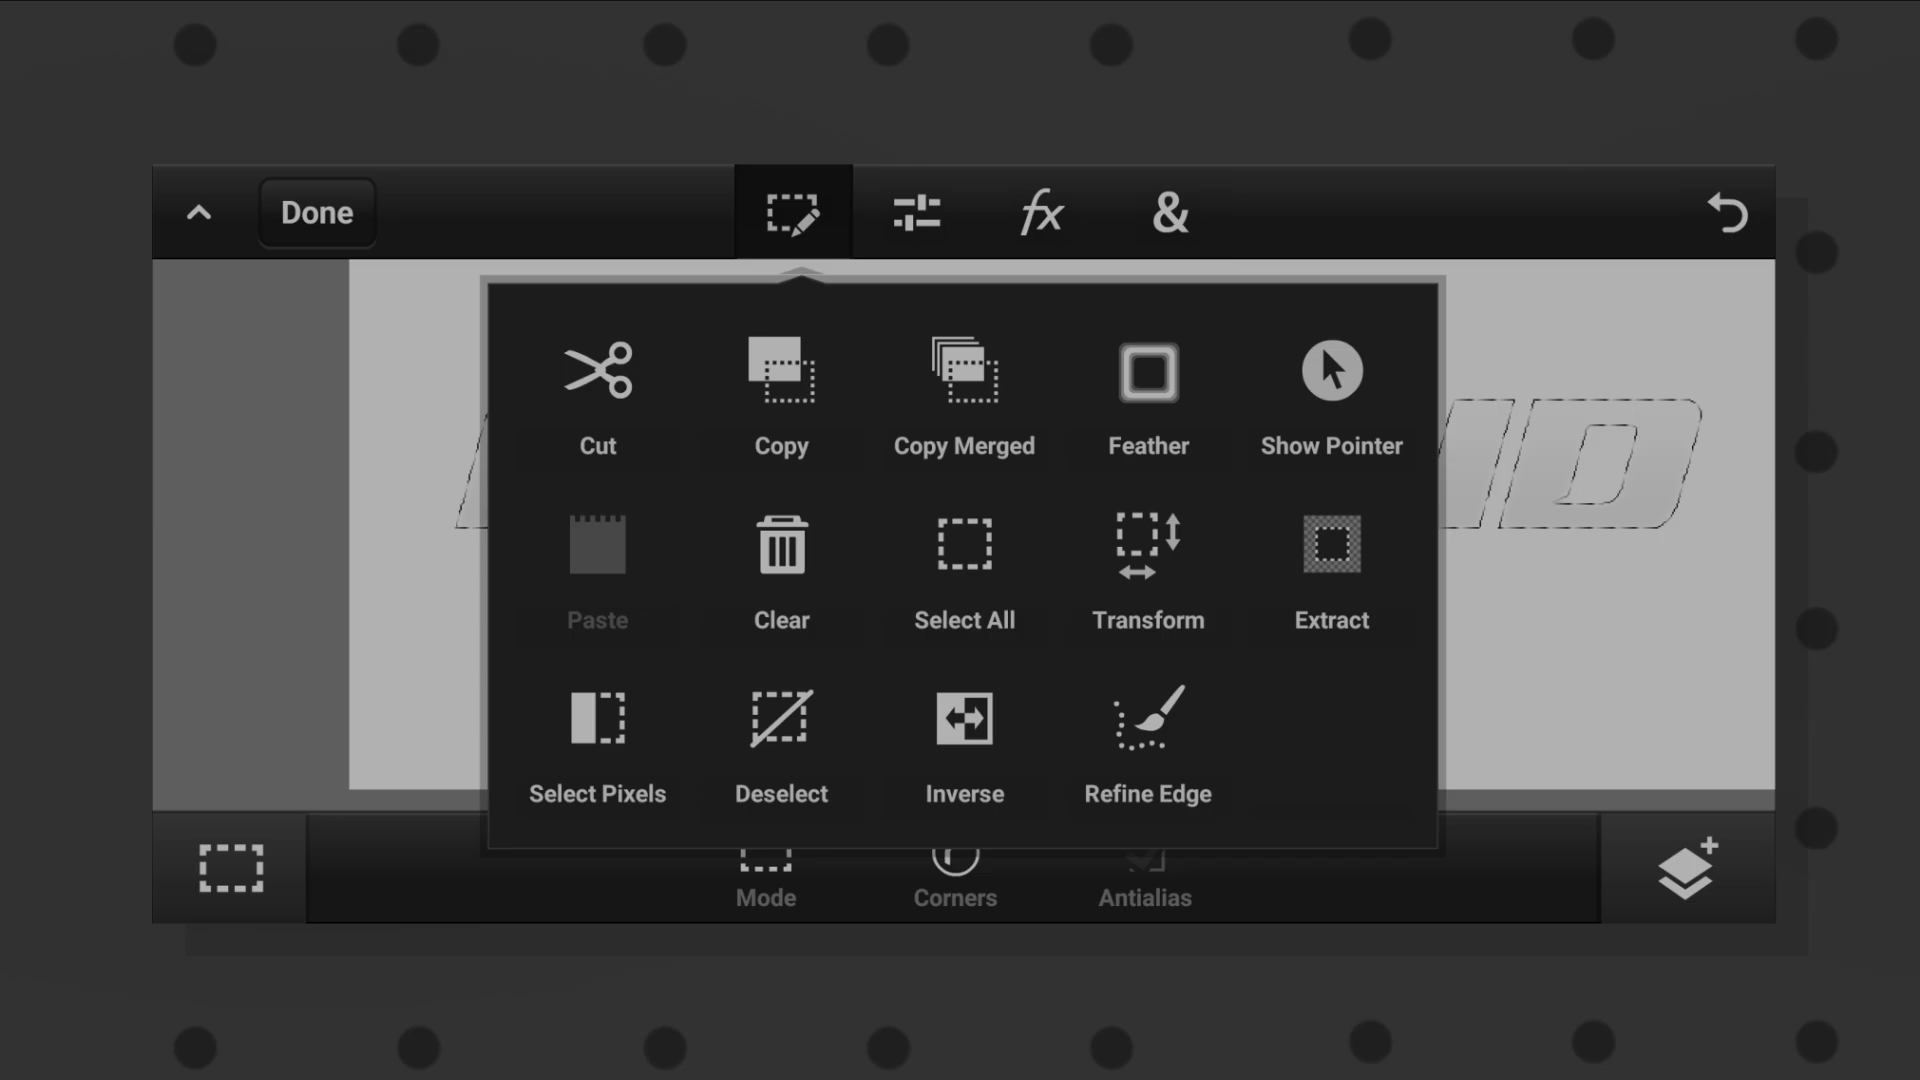 Done
fx
&
Cut
Copy
Copy Merged
Feather
Show Pointer
Paste
Clear
Select All
Transform
Extract
Select Pixels
Deselect
Inverse
Refine Edge
Mode
Corners
Antialias